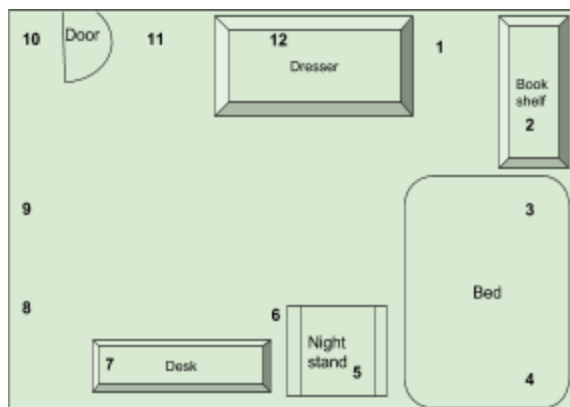 10 Door 11 12 1
Dresser
Book
shelf
2
9 3
8 Bed
6
Night
stand 5
7 Desk
4